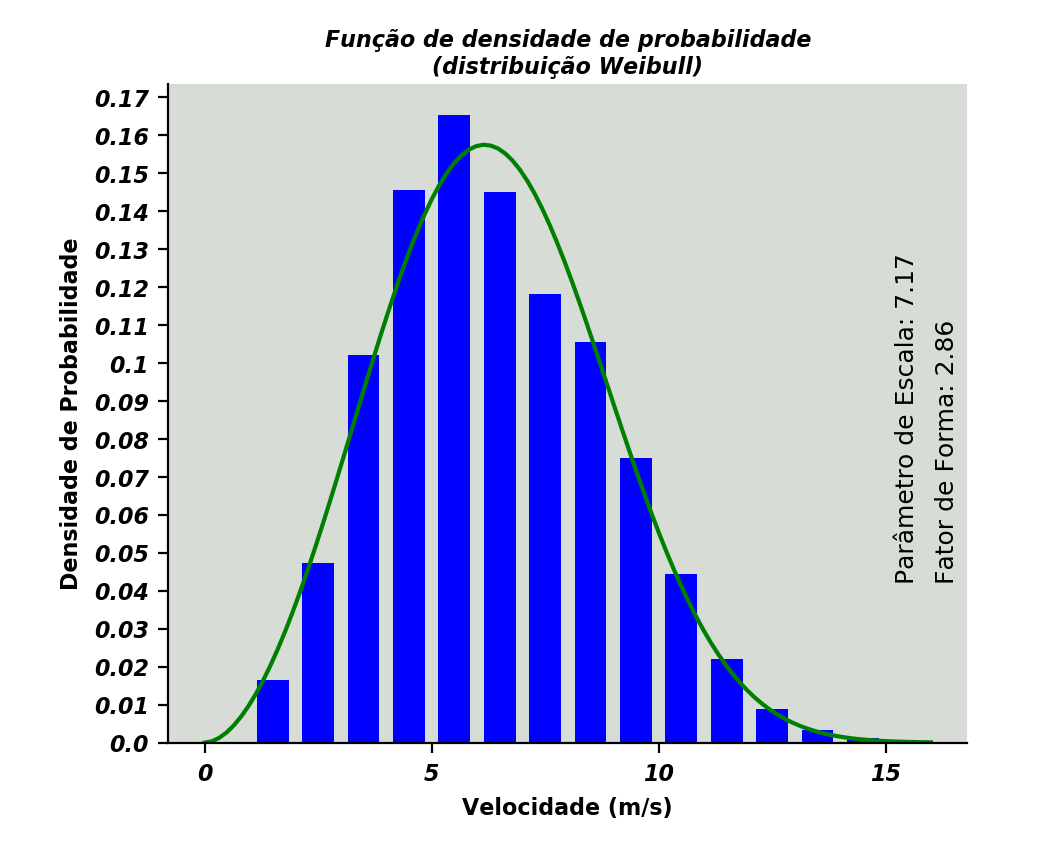 Função de densidade de probabilidade
(distribuição Weibull)
Densidade de Probabilidade
0.17
0.16
0.15
0.14
0.13
0.12
0.11
0.1
0.09
0.08
0.07
0.06
0.05
0.04
0.03
0.02
0.01
0.0
Parâmetro de Escala: 7.17
Fator de Forma: 2.86
0 5 10 15
Velocidade (m/s)